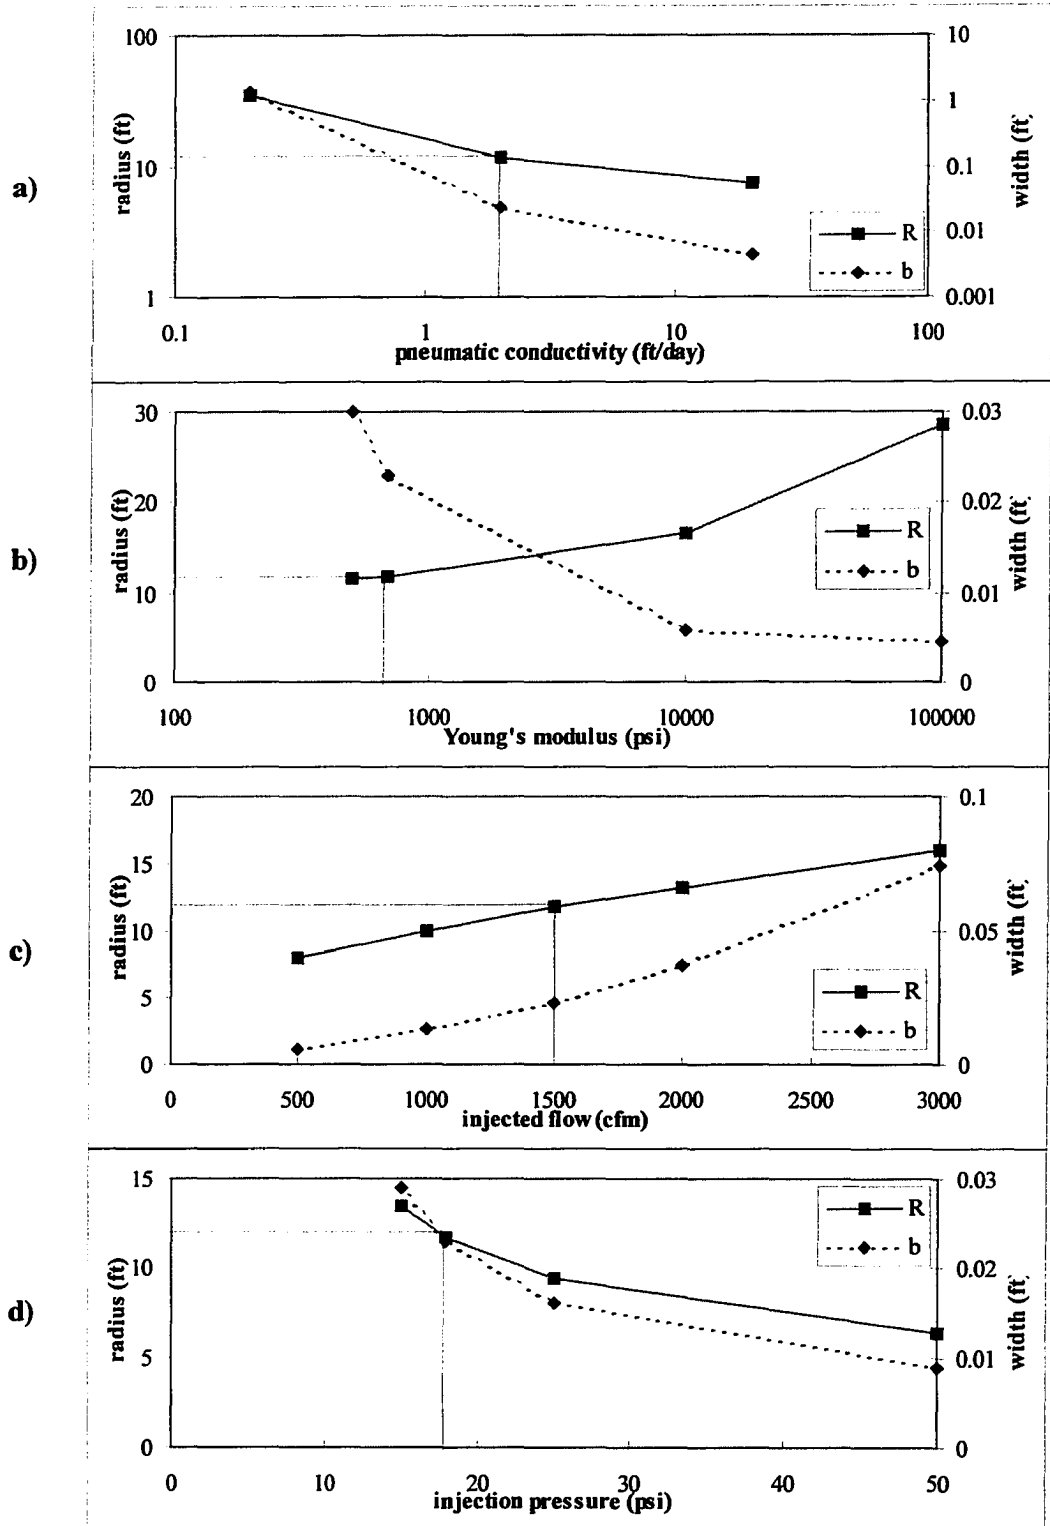 a)
100
10
1
radius (ft)
10
1
0.1
0.01
0.001
width (ft)
R
b
0.1 1 10 100
pneumatic conductivity (ft/day)
b)
30
20
10
0
radius (ft)
0.03
0.02
0.01
0
width (ft)
R
b
100 1000 10000 100000
Young's modulus (psi)
c)
20
15
10
5
0
radius (ft)
0.1
0.05
0
width (ft)
R
b
0 500 1000 1500 2000 2500 3000
injected flow (cfm)
d)
15
10
5
0
radius (ft)
0.03
0.02
0.01
0
width (ft)
R
b
0 10 20 30 40 50
injection pressure (psi)